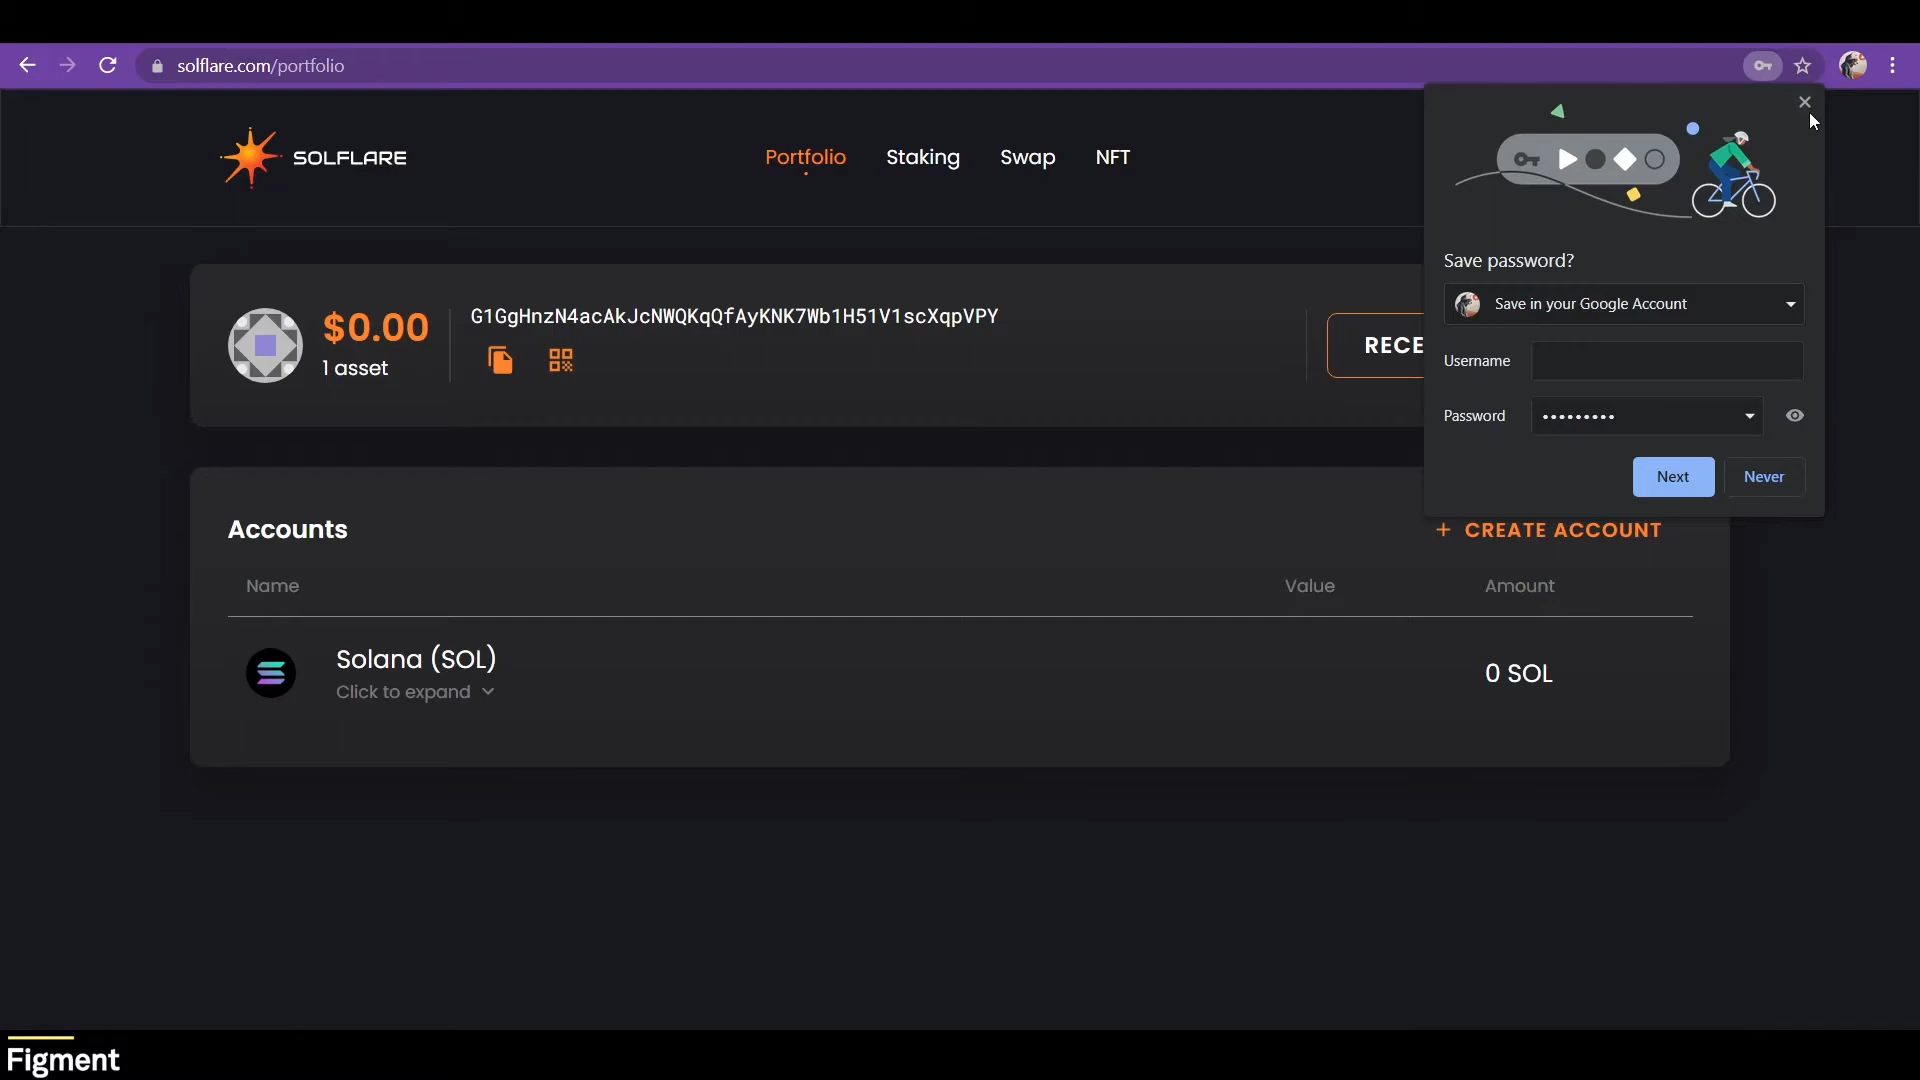 solflare.com/portfolio
SOLFLARE
Portfolio
Staking
Swap
NFT
$0.00
1 asset
G1GgHnzN4acAkJcNWQKqQfAyKNK7Wb1H51V1scXqpVPY
RECE
Save password?
Save in your Google Account
Username
Password
•••••••••
Next
Never
Accounts
+ CREATE ACCOUNT
Name
Value
Amount
Solana (SOL)
Click to expand
0 SOL
Figment